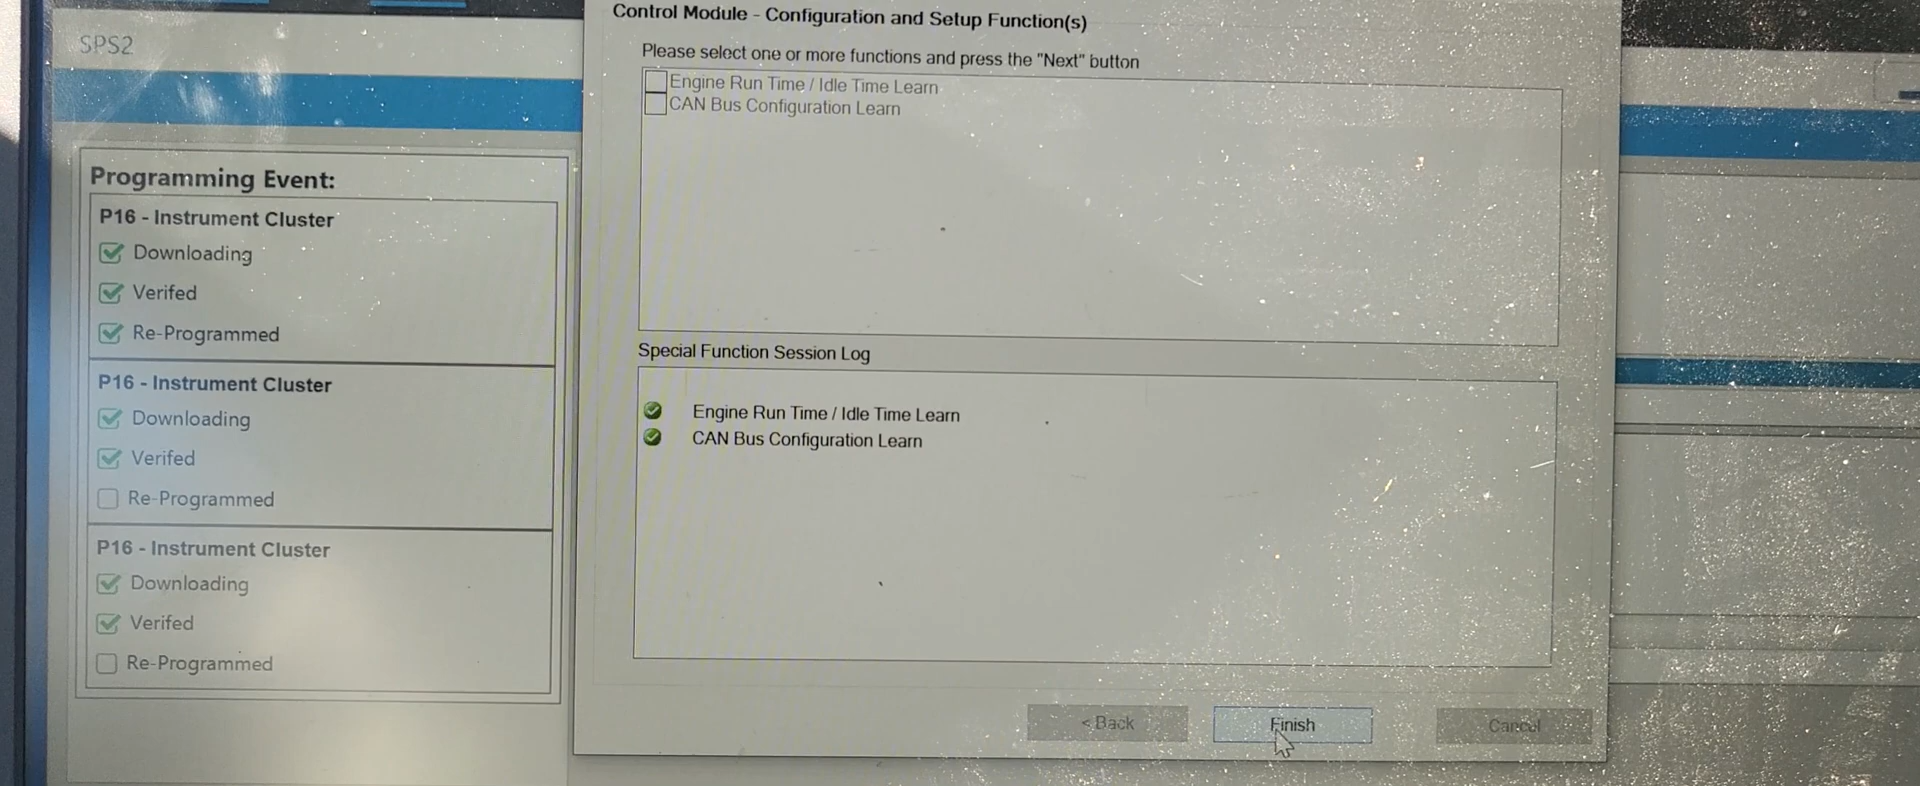 SPS2
Programming Event:
P16 - Instrument Cluster
Downloading
Verifed
Re-Programmed
P16 - Instrument Cluster
Downloading
Verifed
Re-Programmed
P16 - Instrument Cluster
Downloading
Verifed
Re-Programmed
Control Module - Configuration and Setup Function(s)
Please select one or more functions and press the "Next" button
Engine Run Time / Idle Time Learn
CAN Bus Configuration Learn
Special Function Session Log
Engine Run Time / Idle Time Learn
CAN Bus Configuration Learn
< Back
Finish
Cancel